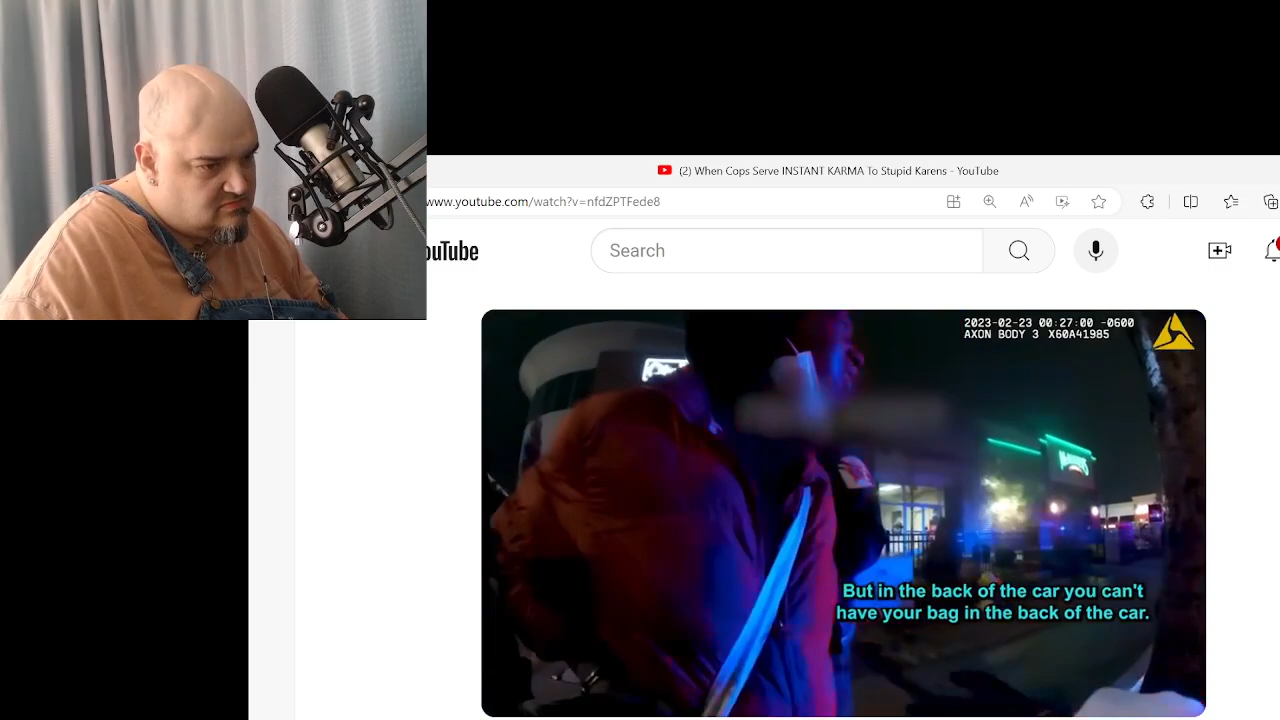 (2) When Cops Serve INSTANT KARMA To Stupid Karens - YouTube
www.youtube.com/watch?v=nfdZPTFede8
ouTube
Search
2023-02-23 00:27:00 -0600
AXON BODY 3 X60A41985
But in the back of the car you can't
have your bag in the back of the car.